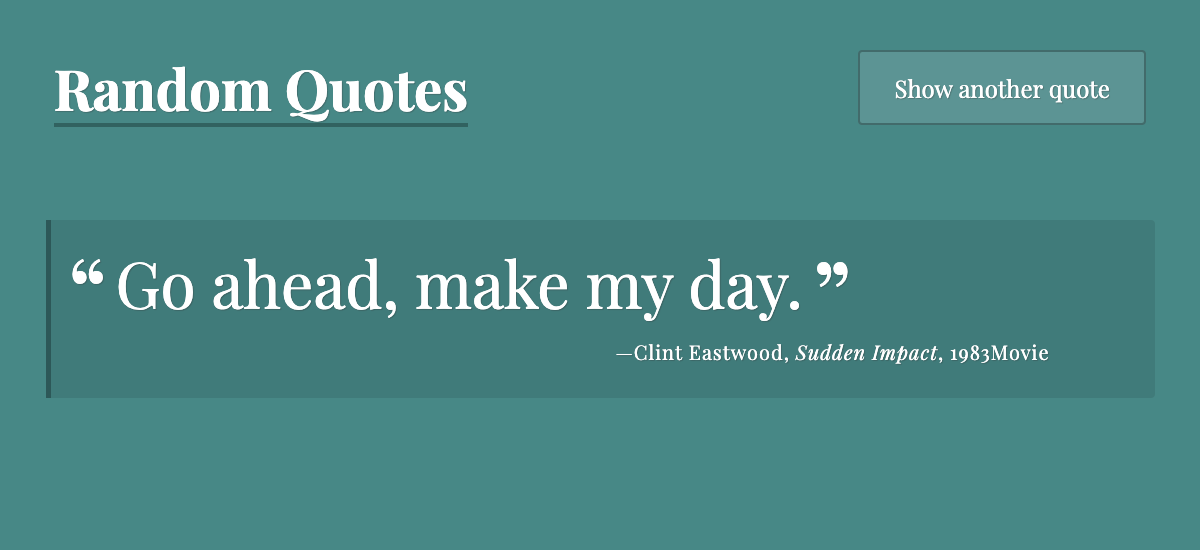 Random Quotes
Show another quote
“ Go ahead, make my day. ”
—Clint Eastwood, Sudden Impact, 1983Movie